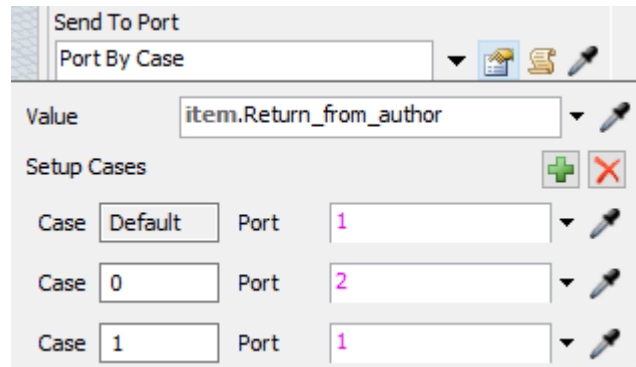 Send To Port
Port By Case
Value item.Return_from_author
Setup Cases
Case Default Port 1
Case 0 Port 2
Case 1 Port 1